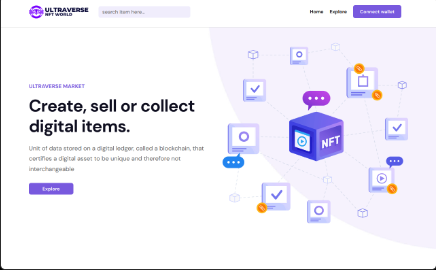 ULTRAVERSE
NFT WORLD
search item here...
Home
Explore
Connect wallet
ULTRAVERSE MARKET
Create, sell or collect
digital items.
Unit of data stored on a digital ledger, called a blockchain, that
certifies a digital asset to be unique and therefore not
interchangeable
Explore
NFT